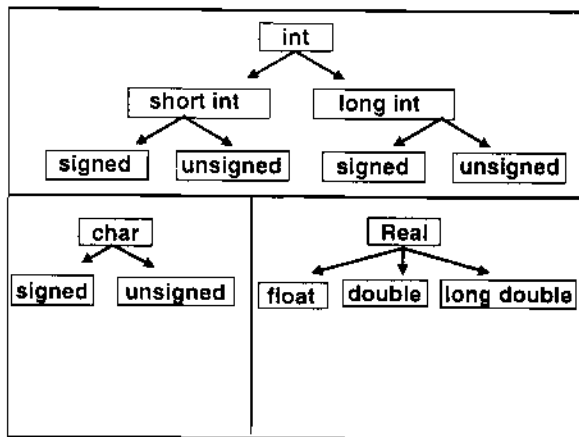 int
short int long int
signed unsigned signed unsigned
char
signed unsigned
Real
float double long double